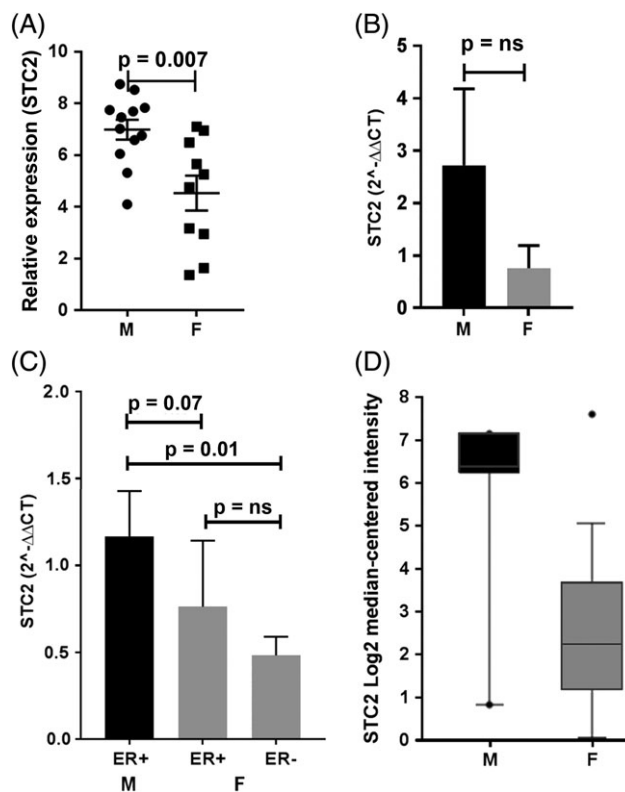 (A)
p = 0.007
Relative expression (STC2)
10
8
6
4
2
0
M F
(B)
p = ns
STC2 (2^-ΔΔCT)
5
4
3
2
1
0
M F
(C)
p = 0.07
p = 0.01
p = ns
STC2 (2^-ΔΔCT)
2.0
1.5
1.0
0.5
0.0
ER+ ER+ ER-
M F
(D)
STC2 Log2 median-centered intensity
8
7
6
5
4
3
2
1
0
M F